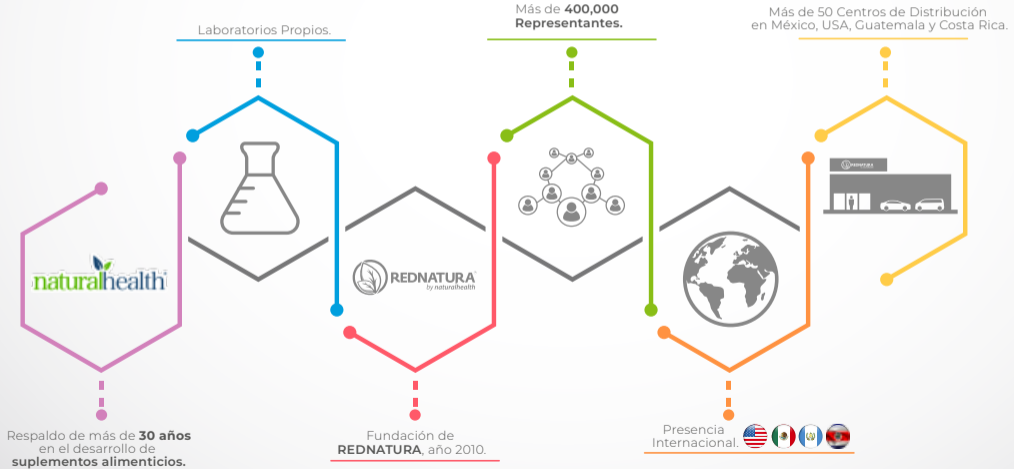 Laboratorios Propios.
Más de 400,000
Representantes.
Más de 50 Centros de Distribución
en México, USA, Guatemala y Costa Rica.
naturalhealth
REDNATURA
by naturalhealth
REDNATURA
Respaldo de más de 30 años
en el desarrollo de
suplementos alimenticios.
Fundación de
REDNATURA, año 2010.
Presencia
Internacional.